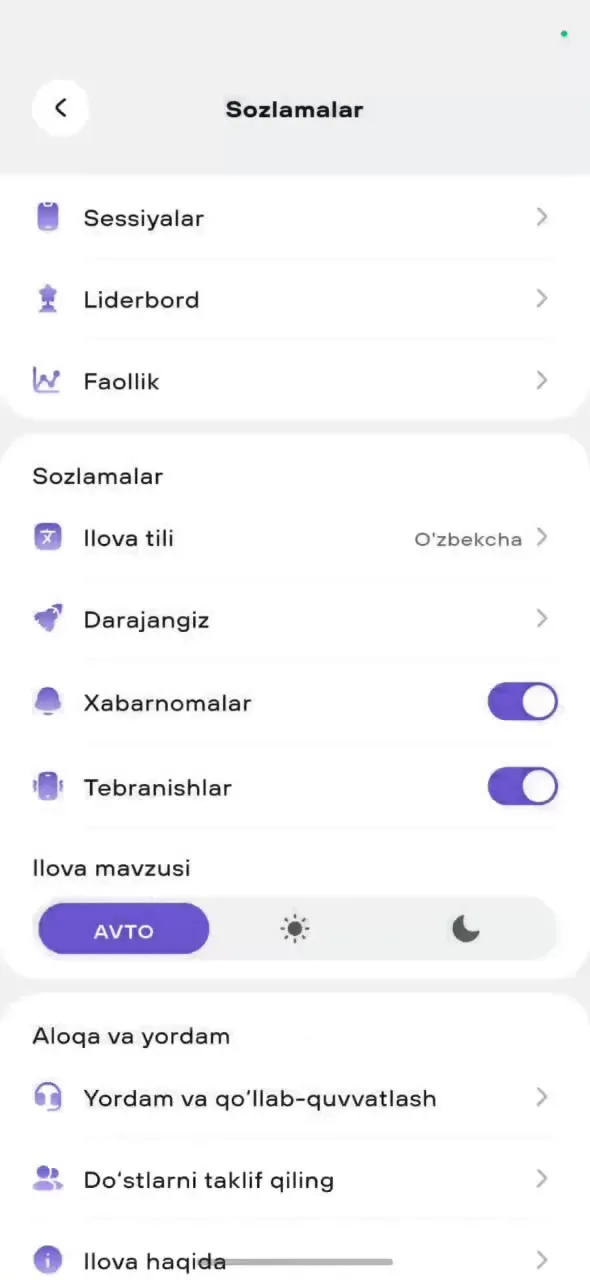 Sozlamalar
Sessiyalar
Liderbord
Faollik
Sozlamalar
Ilova tili O'zbekcha
Darajangiz
Xabarnomalar
Tebranishlar
Ilova mavzusi
AVTO
Aloqa va yordam
Yordam va qo‘llab-quvvatlash
Do‘stlarni taklif qiling
Ilova haqida